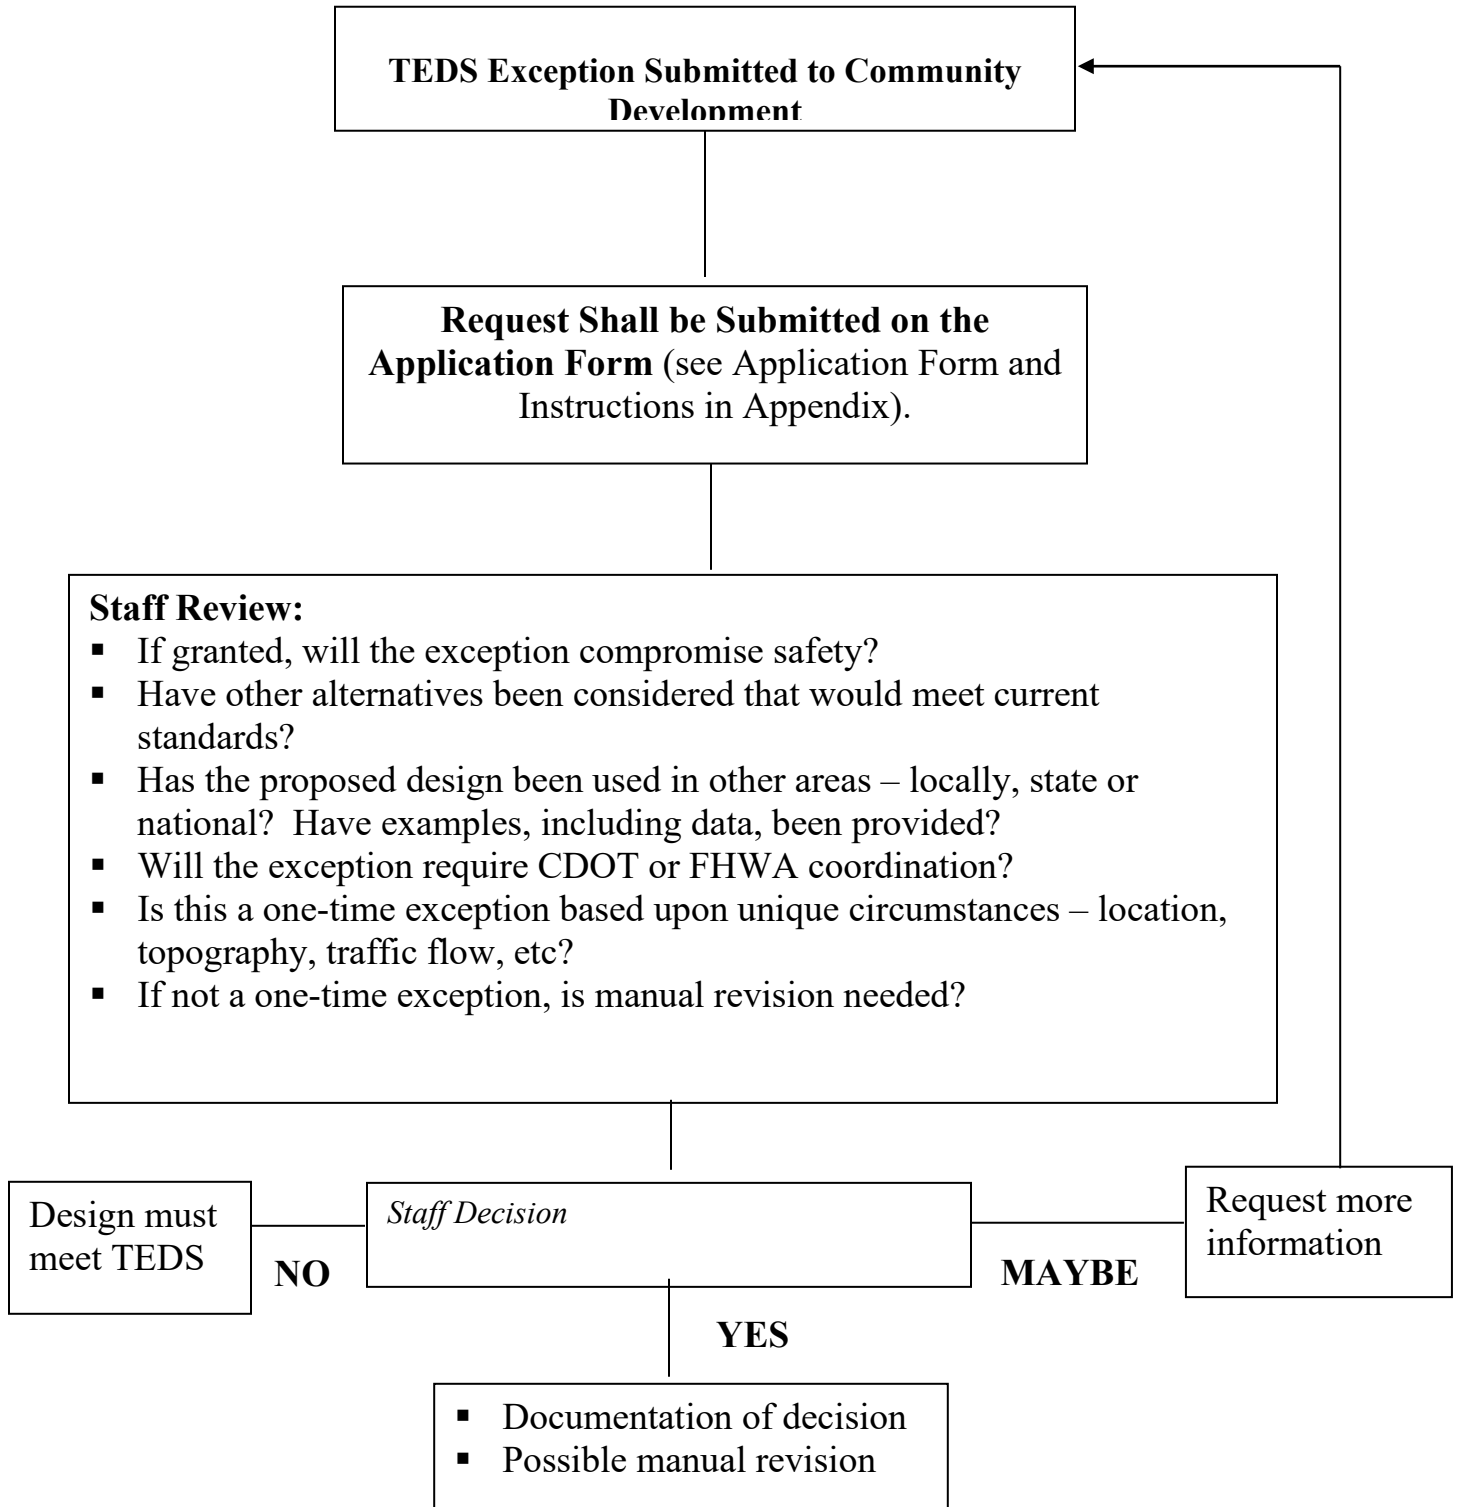 TEDS Exception Submitted to Community
Development
Request Shall be Submitted on the
Application Form (see Application Form and
Instructions in Appendix).
Staff Review:
▪ If granted, will the exception compromise safety?
▪ Have other alternatives been considered that would meet current
standards?
▪ Has the proposed design been used in other areas – locally, state or
national?  Have examples, including data, been provided?
▪ Will the exception require CDOT or FHWA coordination?
▪ Is this a one-time exception based upon unique circumstances – location,
topography, traffic flow, etc?
▪ If not a one-time exception, is manual revision needed?
Design must
meet TEDS
NO
Staff Decision
MAYBE
Request more
information
YES
▪ Documentation of decision
▪ Possible manual revision